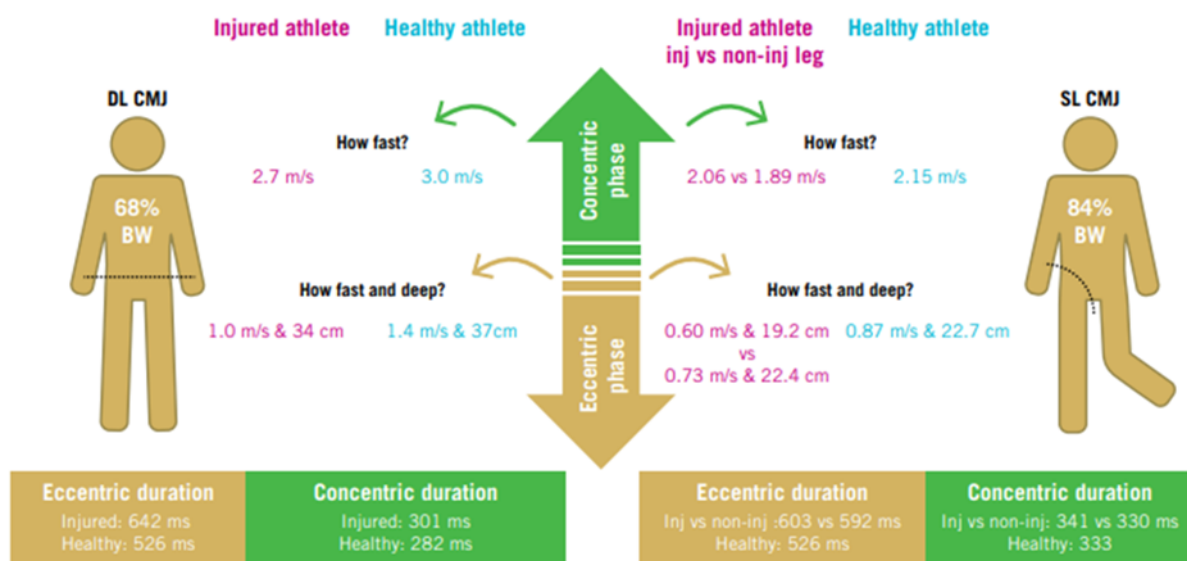 Injured athlete
Healthy athlete
Injured athlete
inj vs non-inj leg
Healthy athlete
DL CMJ
SL CMJ
How fast?
2.7 m/s
3.0 m/s
Concentric
phase
How fast?
2.06 vs 1.89 m/s
2.15 m/s
68%
BW
84%
BW
How fast and deep?
1.0 m/s & 34 cm
1.4 m/s & 37cm
Eccentric
phase
How fast and deep?
0.60 m/s & 19.2 cm
vs
0.73 m/s & 22.4 cm
0.87 m/s & 22.7 cm
Eccentric duration
Injured: 642 ms
Healthy: 526 ms
Concentric duration
Injured: 301 ms
Healthy: 282 ms
Eccentric duration
Inj vs non-inj :603 vs 592 ms
Healthy: 526 ms
Concentric duration
Inj vs non-inj: 341 vs 330 ms
Healthy: 333